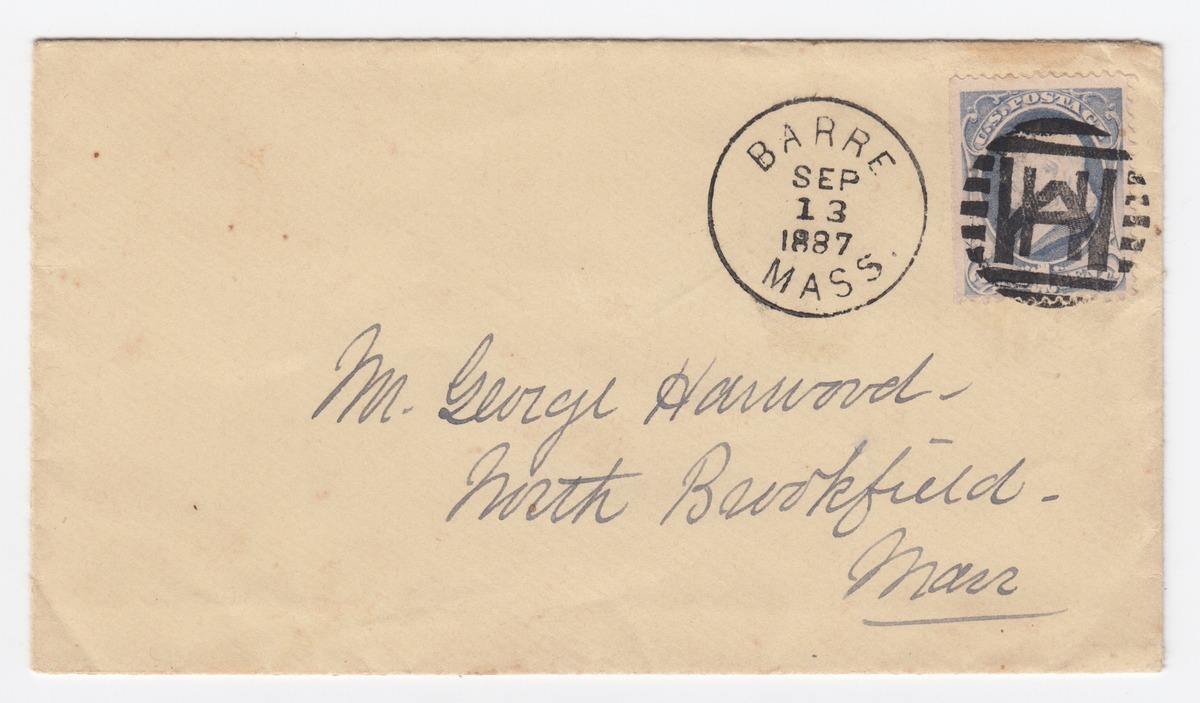 BARRE
SEP
13
1887
MASS.
U.S. POSTAGE
Mr. George Harwood-
North Brookfield-
Mass